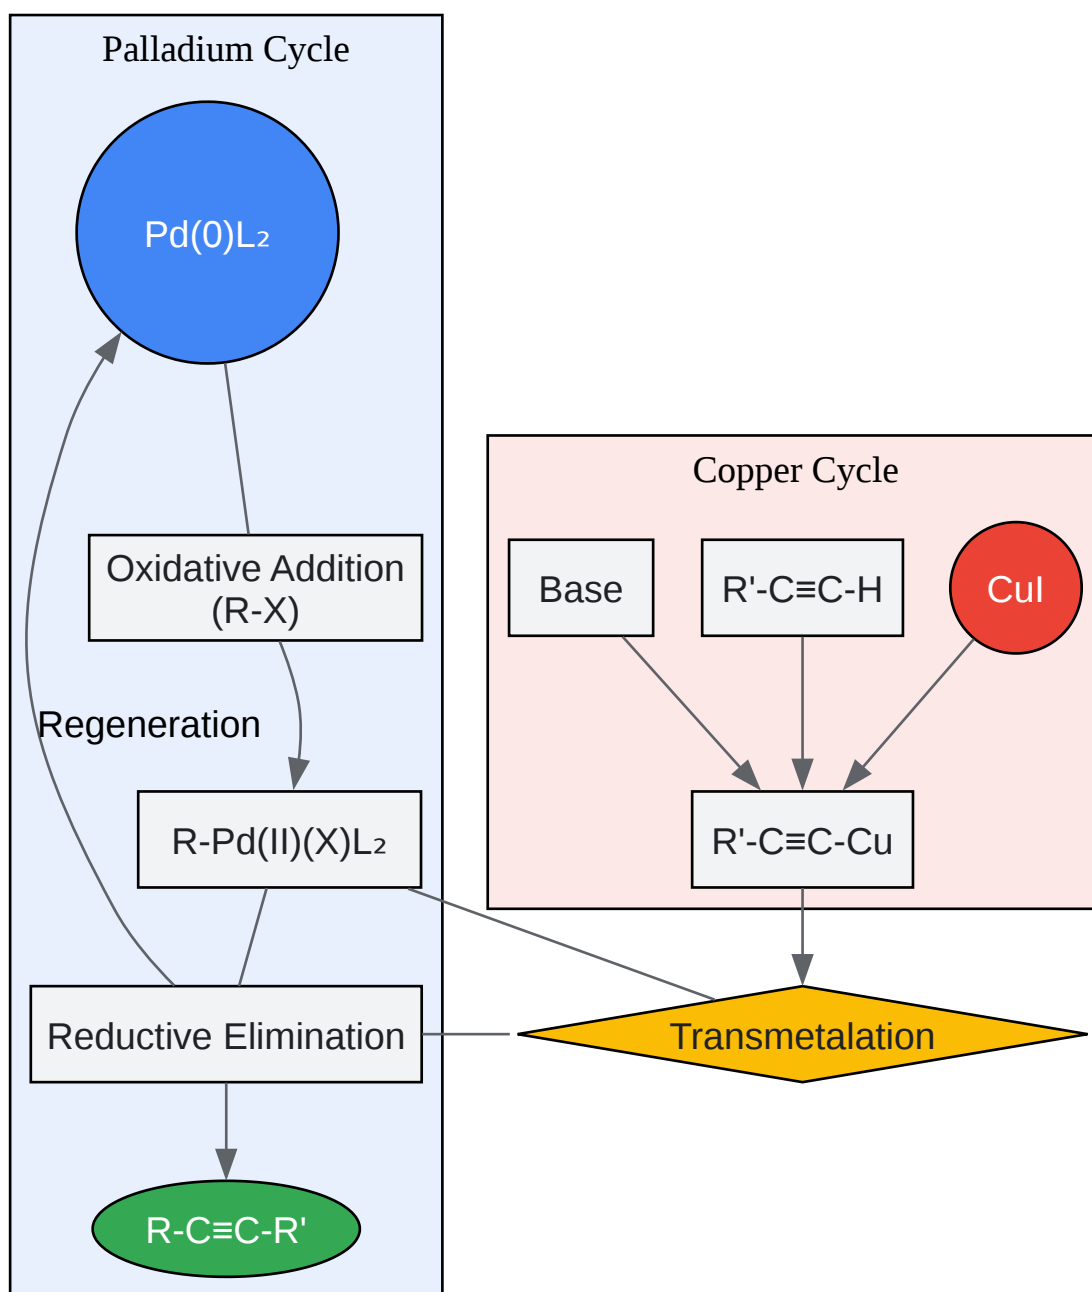 Palladium Cycle
Pd(0)L₂
Copper Cycle
Oxidative Addition
(R-X)
Base
R'-C≡C-H
CuI
Regeneration
R-Pd(II)(X)L₂
R'-C≡C-Cu
Reductive Elimination
Transmetalation
R-C≡C-R'